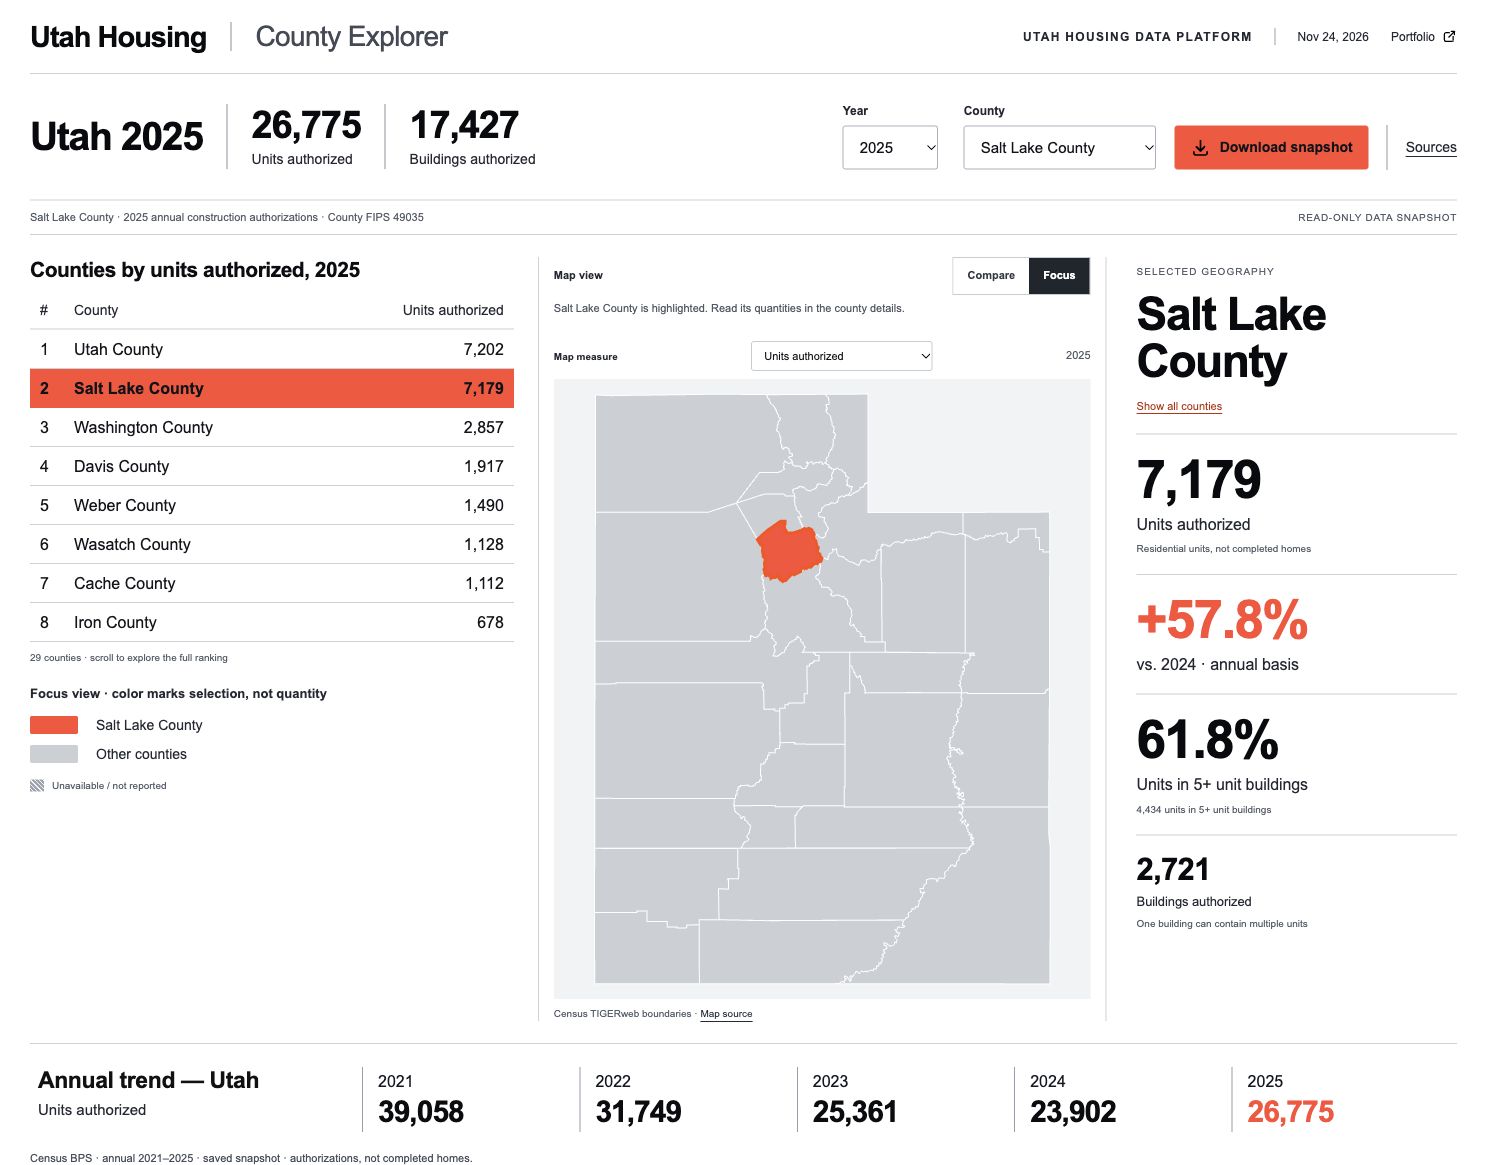 Utah Housing
County Explorer
UTAH HOUSING DATA PLATFORM
Nov 24, 2026
Portfolio
Utah 2025
26,775
Units authorized
17,427
Buildings authorized
Year
2025
County
Salt Lake County
Download snapshot
Sources
Salt Lake County · 2025 annual construction authorizations · County FIPS 49035
READ-ONLY DATA SNAPSHOT
Counties by units authorized, 2025
# County Units authorized
1 Utah County 7,202
2 Salt Lake County 7,179
3 Washington County 2,857
4 Davis County 1,917
5 Weber County 1,490
6 Wasatch County 1,128
7 Cache County 1,112
8 Iron County 678
29 counties · scroll to explore the full ranking
Focus view · color marks selection, not quantity
Salt Lake County
Other counties
Unavailable / not reported
Map view
Compare
Focus
Salt Lake County is highlighted. Read its quantities in the county details.
Map measure
Units authorized
2025
Census TIGERweb boundaries · Map source
SELECTED GEOGRAPHY
Salt Lake
County
Show all counties
7,179
Units authorized
Residential units, not completed homes
+57.8%
vs. 2024 · annual basis
61.8%
Units in 5+ unit buildings
4,434 units in 5+ unit buildings
2,721
Buildings authorized
One building can contain multiple units
Annual trend — Utah
Units authorized
2021
39,058
2022
31,749
2023
25,361
2024
23,902
2025
26,775
Census BPS · annual 2021–2025 · saved snapshot · authorizations, not completed homes.